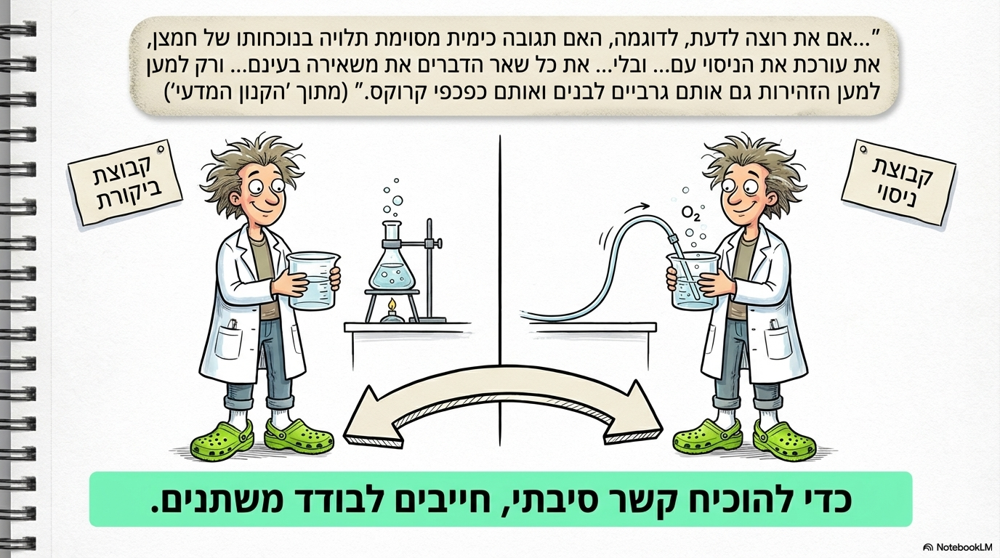 "...אם את רוצה לדעת, לדוגמה, האם תגובה כימית מסוימת תלויה בנוכחותו של חמצן,
את עורכת את הניסוי עם... ובלי... את כל שאר הדברים את משאירה בעינם... ורק למען
למען הזהירות גם אותם גרביים לבנים ואותם כפכפי קרוקס." (מתוך 'הקנון המדעי')
קבוצת
ניסוי
קבוצת
ביקורת
O₂
כדי להוכיח קשר סיבתי, חייבים לבודד משתנים.
NotebookLM